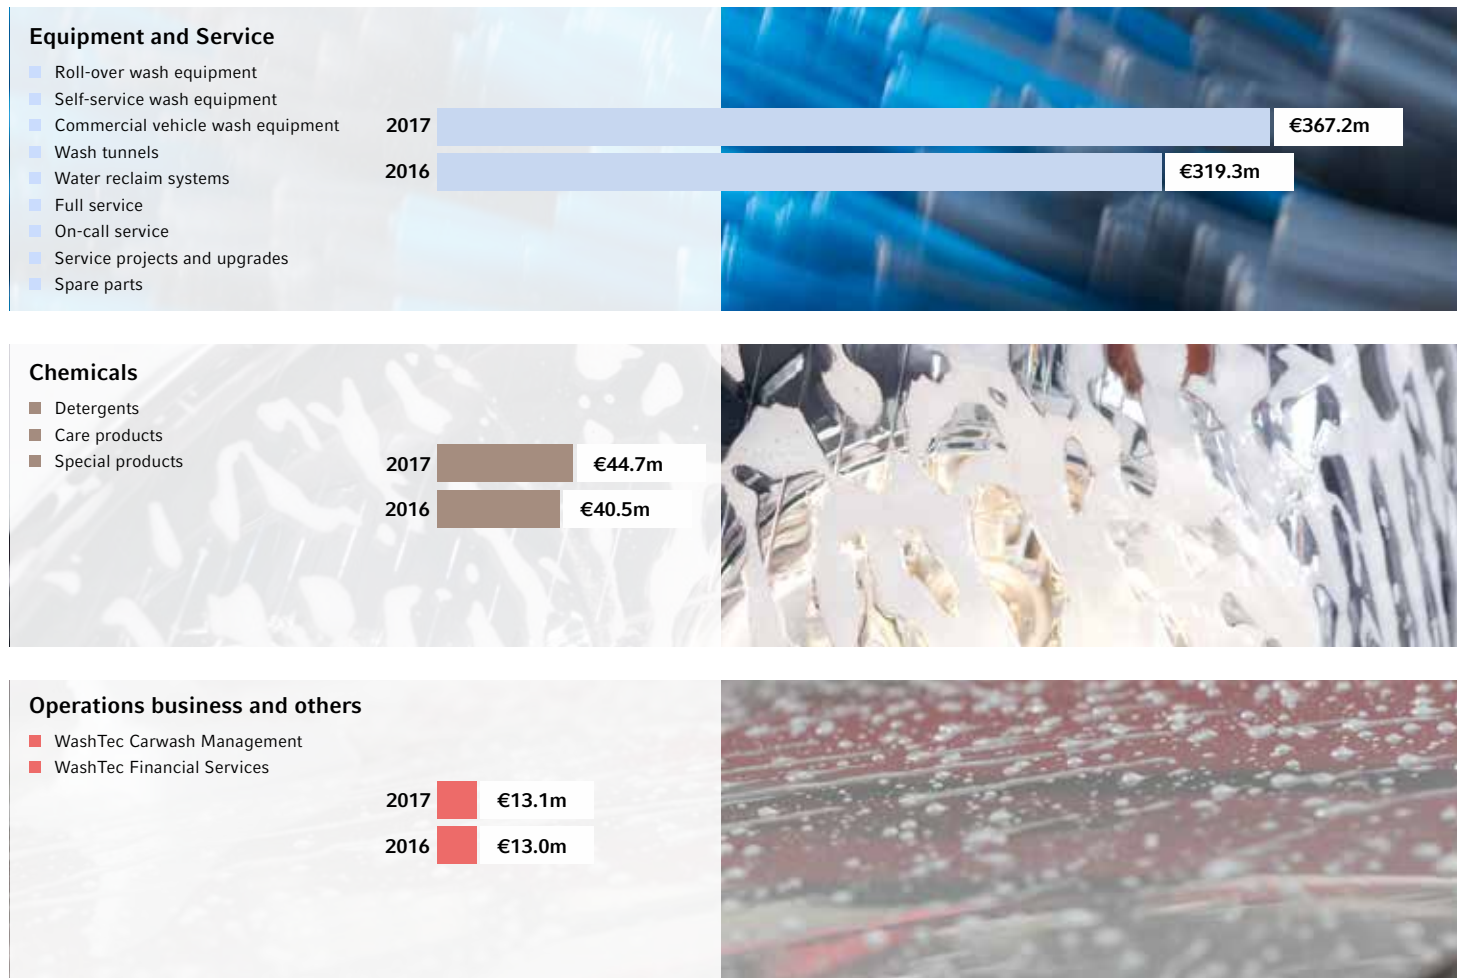 Equipment and Service
Roll-over wash equipment
Self-service wash equipment
Commercial vehicle wash equipment
Wash tunnels
Water reclaim systems
Full service
On-call service
Service projects and upgrades
Spare parts
2017 €367.2m
2016 €319.3m
Chemicals
Detergents
Care products
Special products
2017 €44.7m
2016 €40.5m
Operations business and others
WashTec Carwash Management
WashTec Financial Services
2017 €13.1m
2016 €13.0m